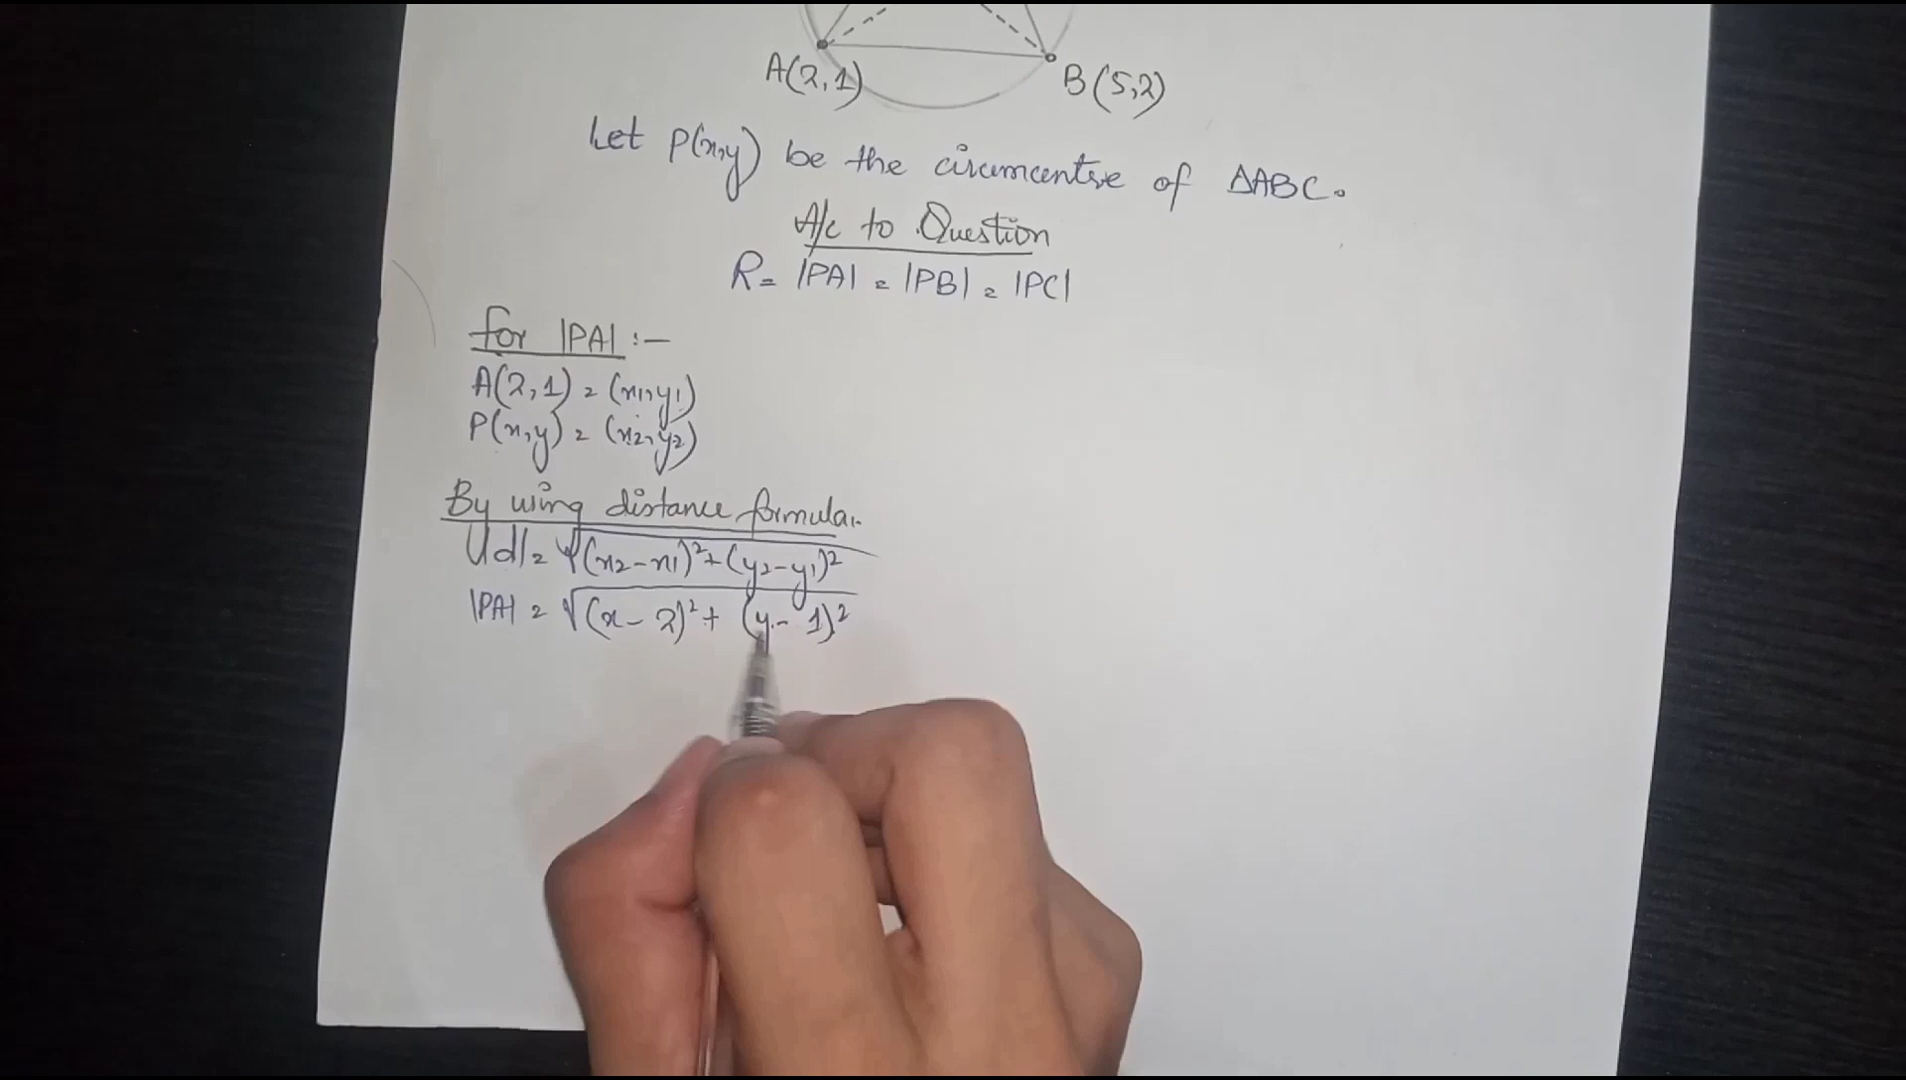 A(2,1) B(5,2)
Let P(x,y) be the circumcentre of ΔABC.
A/c to Question
R = |PA| = |PB| = |PC|
for |PA| :-
A(2,1) = (x1,y1)
P(x,y) = (x2,y2)
By using distance formula.
|d| = √(x2-x1)²+(y2-y1)²
|PA| = √(x-2)²+(y-1)²